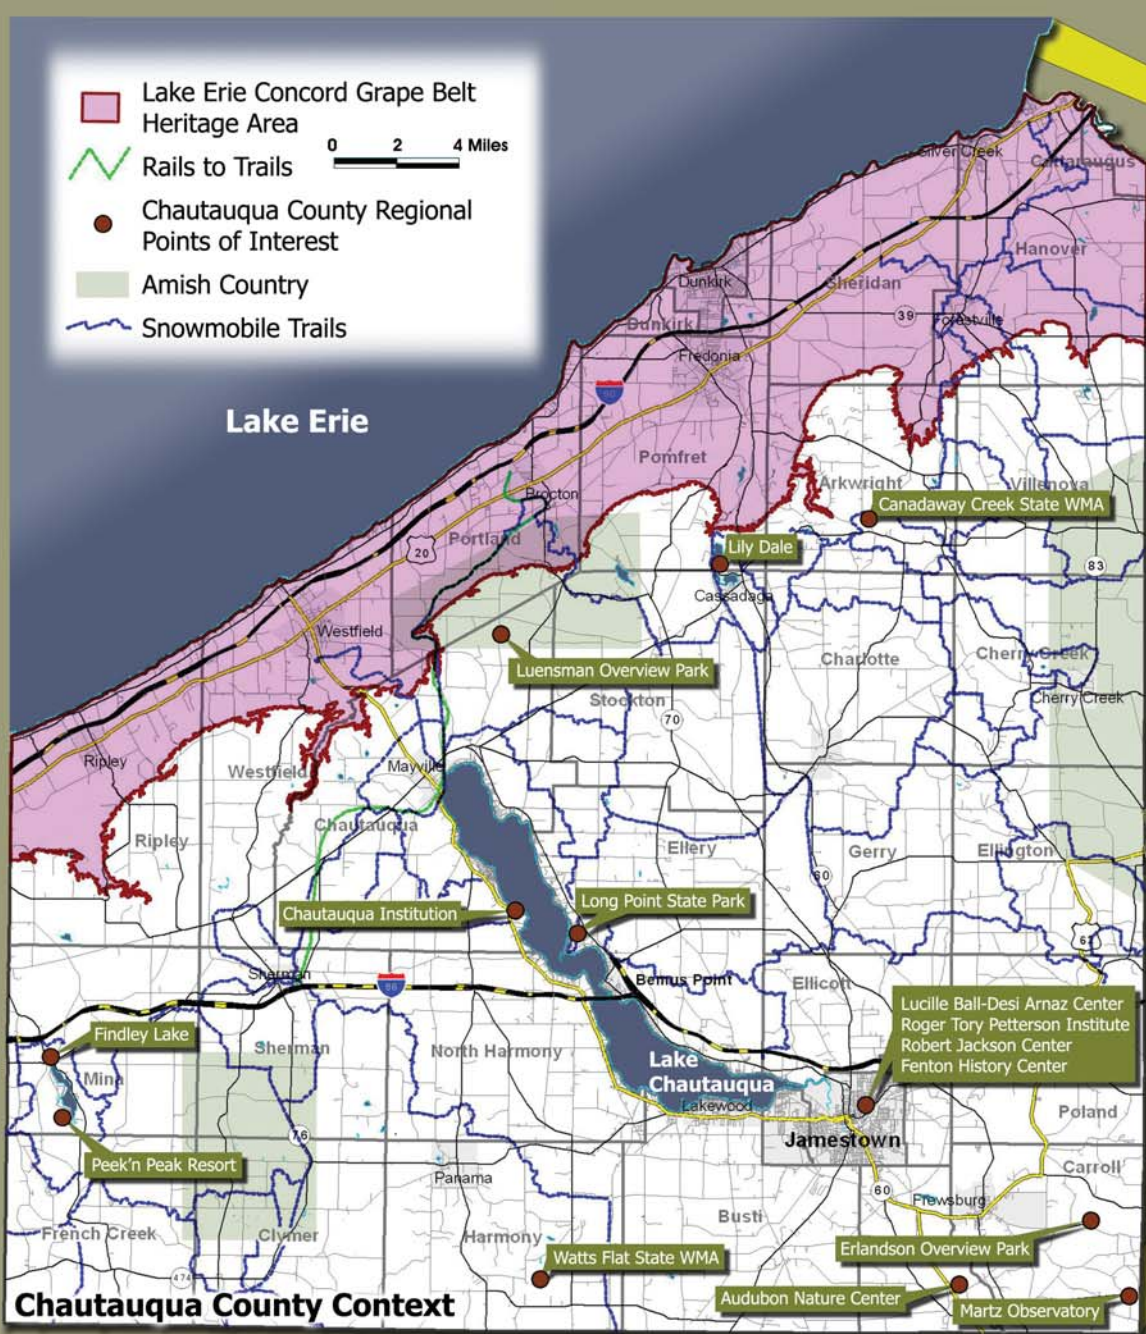 Lake Erie Concord Grape Belt
Heritage Area
0 2 4 Miles
Rails to Trails
Chautauqua County Regional
Points of Interest
Amish Country
Snowmobile Trails
Lake Erie
Silver Creek
Cattaraugus
Hanover
Dunkirk
Sheridan
39
Forestville
Dunkirk
Fredonia
90
Pomfret
Arkwright
Villenova
Brocton
Canadaway Creek State WMA
20
Portland
Lily Dale
83
Cassadaga
Westfield
Luensman Overview Park
Charlotte
Cherry Creek
Stockton
Cherry Creek
70
Ripley
Westfield
Mayville
Ripley
Chautauqua
Ellery
Gerry
Ellington
60
Chautauqua Institution
Long Point State Park
62
Sherman
86
Bemus Point
Ellicott
Findley Lake
Lucille Ball-Desi Arnaz Center
Roger Tory Petterson Institute
Robert Jackson Center
Fenton History Center
Sherman
North Harmony
Mina
Lake
Chautauqua
Lakewood
Poland
76
Jamestown
Peek'n Peak Resort
Panama
Carroll
60
Frewsburg
French Creek
Clymer
Harmony
Busti
Erlandson Overview Park
Watts Flat State WMA
474
Audubon Nature Center
Martz Observatory
Chautauqua County Context